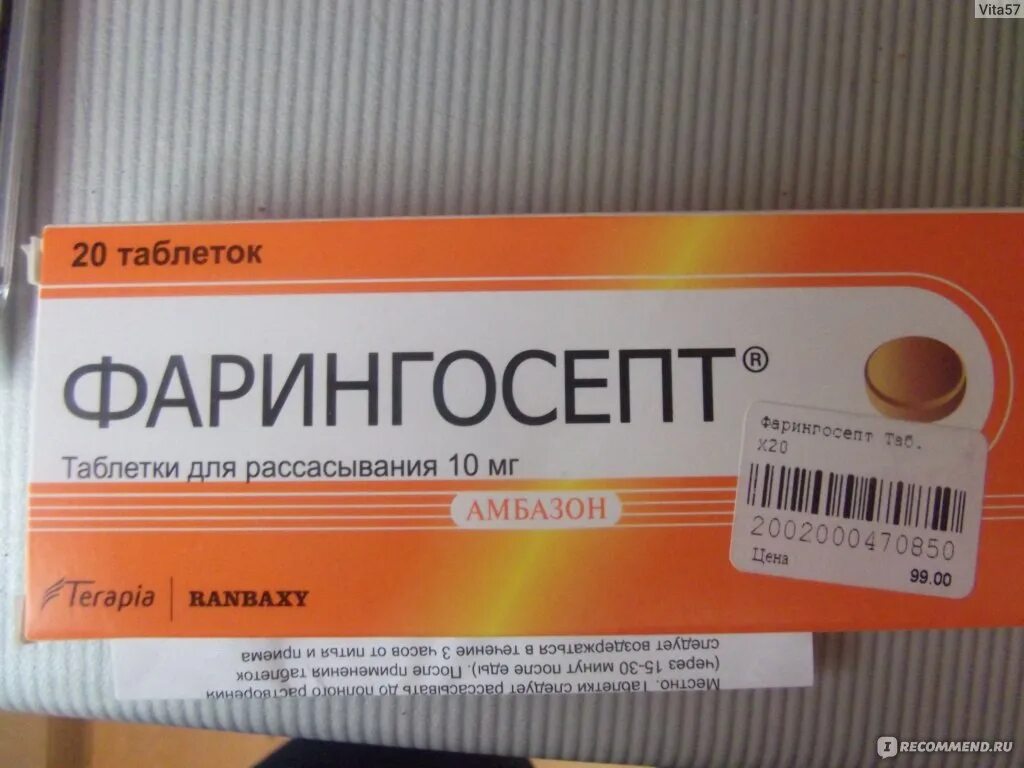 Vita57
20 таблеток
ФАРИНГОСЕПТ®
Таблетки для рассасывания 10 мг
АМБАЗОН
Фарингосепт Таб.
X20
2002000470850
Цена
99.00
Terapia
RANBAXY
Местно. Таблетки следует рассасывать до полного растворения
(через 15-30 минут после еды). После применения таблеток
следует воздержаться в течение 3 часов от питья и приема
IRECOMMEND.RU